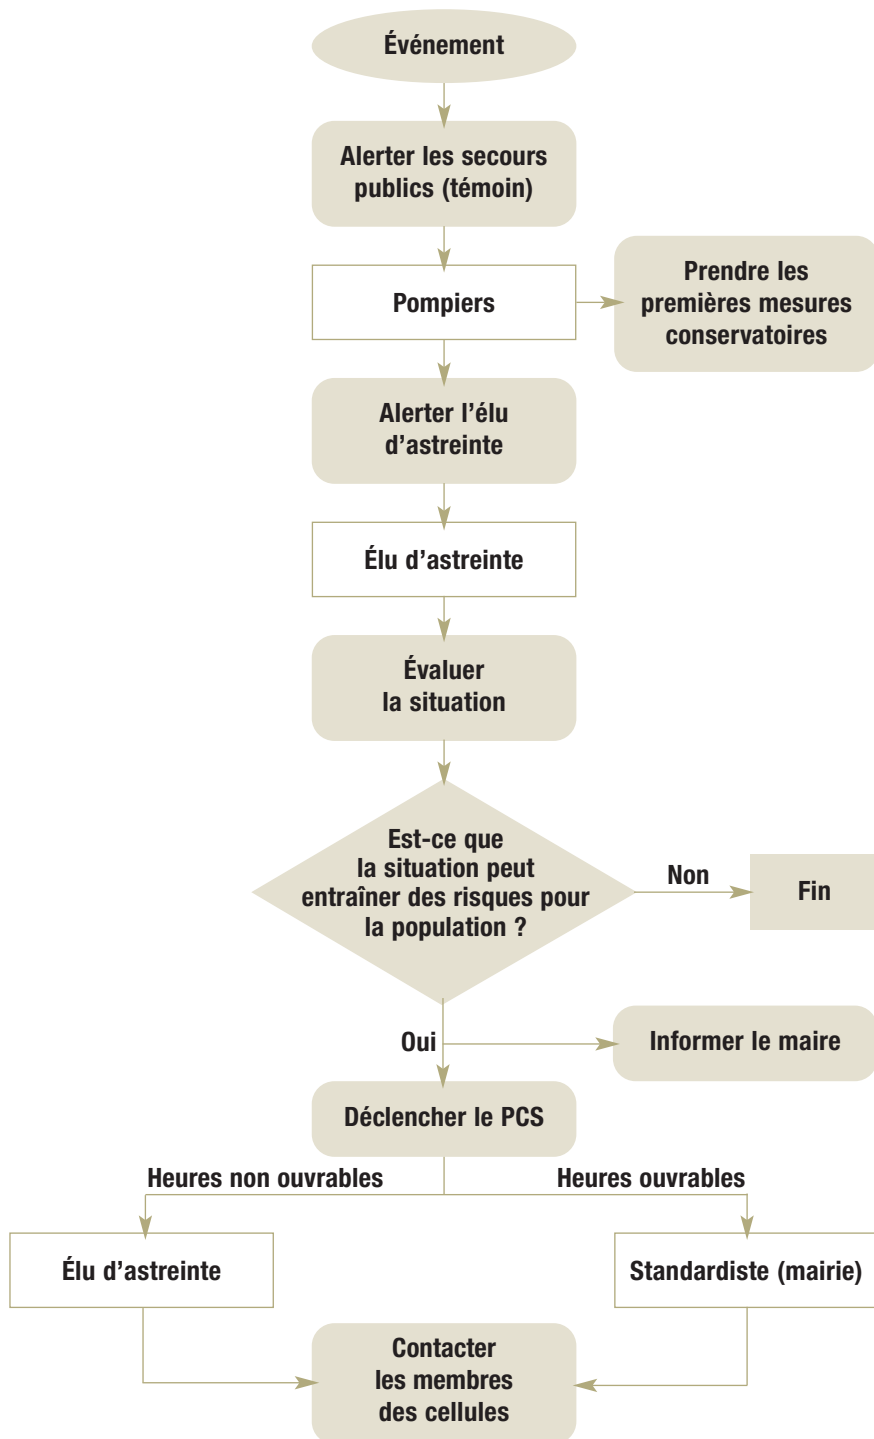 Événement
Alerter les secours
publics (témoin)
Pompiers
Prendre les
premières mesures
conservatoires
Alerter l’élu
d’astreinte
Élu d’astreinte
Évaluer
la situation
Est-ce que
la situation peut
entraîner des risques pour
la population ?
Non
Fin
Oui
Informer le maire
Déclencher le PCS
Heures non ouvrables
Heures ouvrables
Élu d’astreinte
Standardiste (mairie)
Contacter
les membres
des cellules